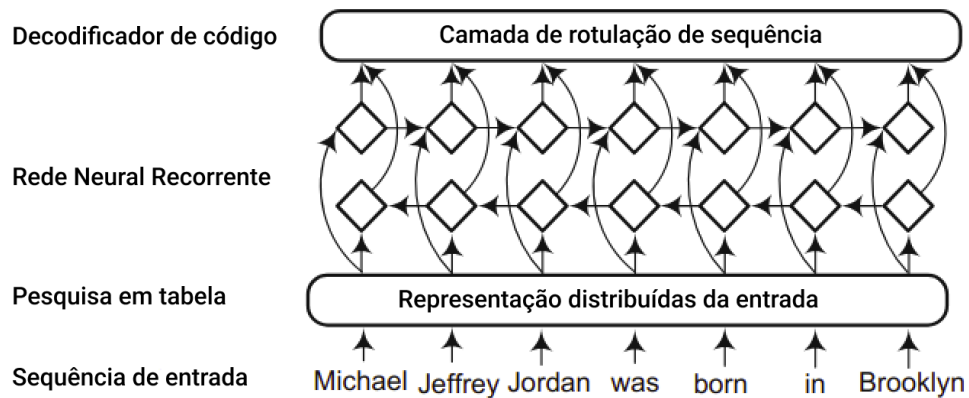 Decodificador de código
Camada de rotulação de sequência
Rede Neural Recorrente
Pesquisa em tabela
Representação distribuídas da entrada
Sequência de entrada
Michael Jeffrey Jordan was born in Brooklyn